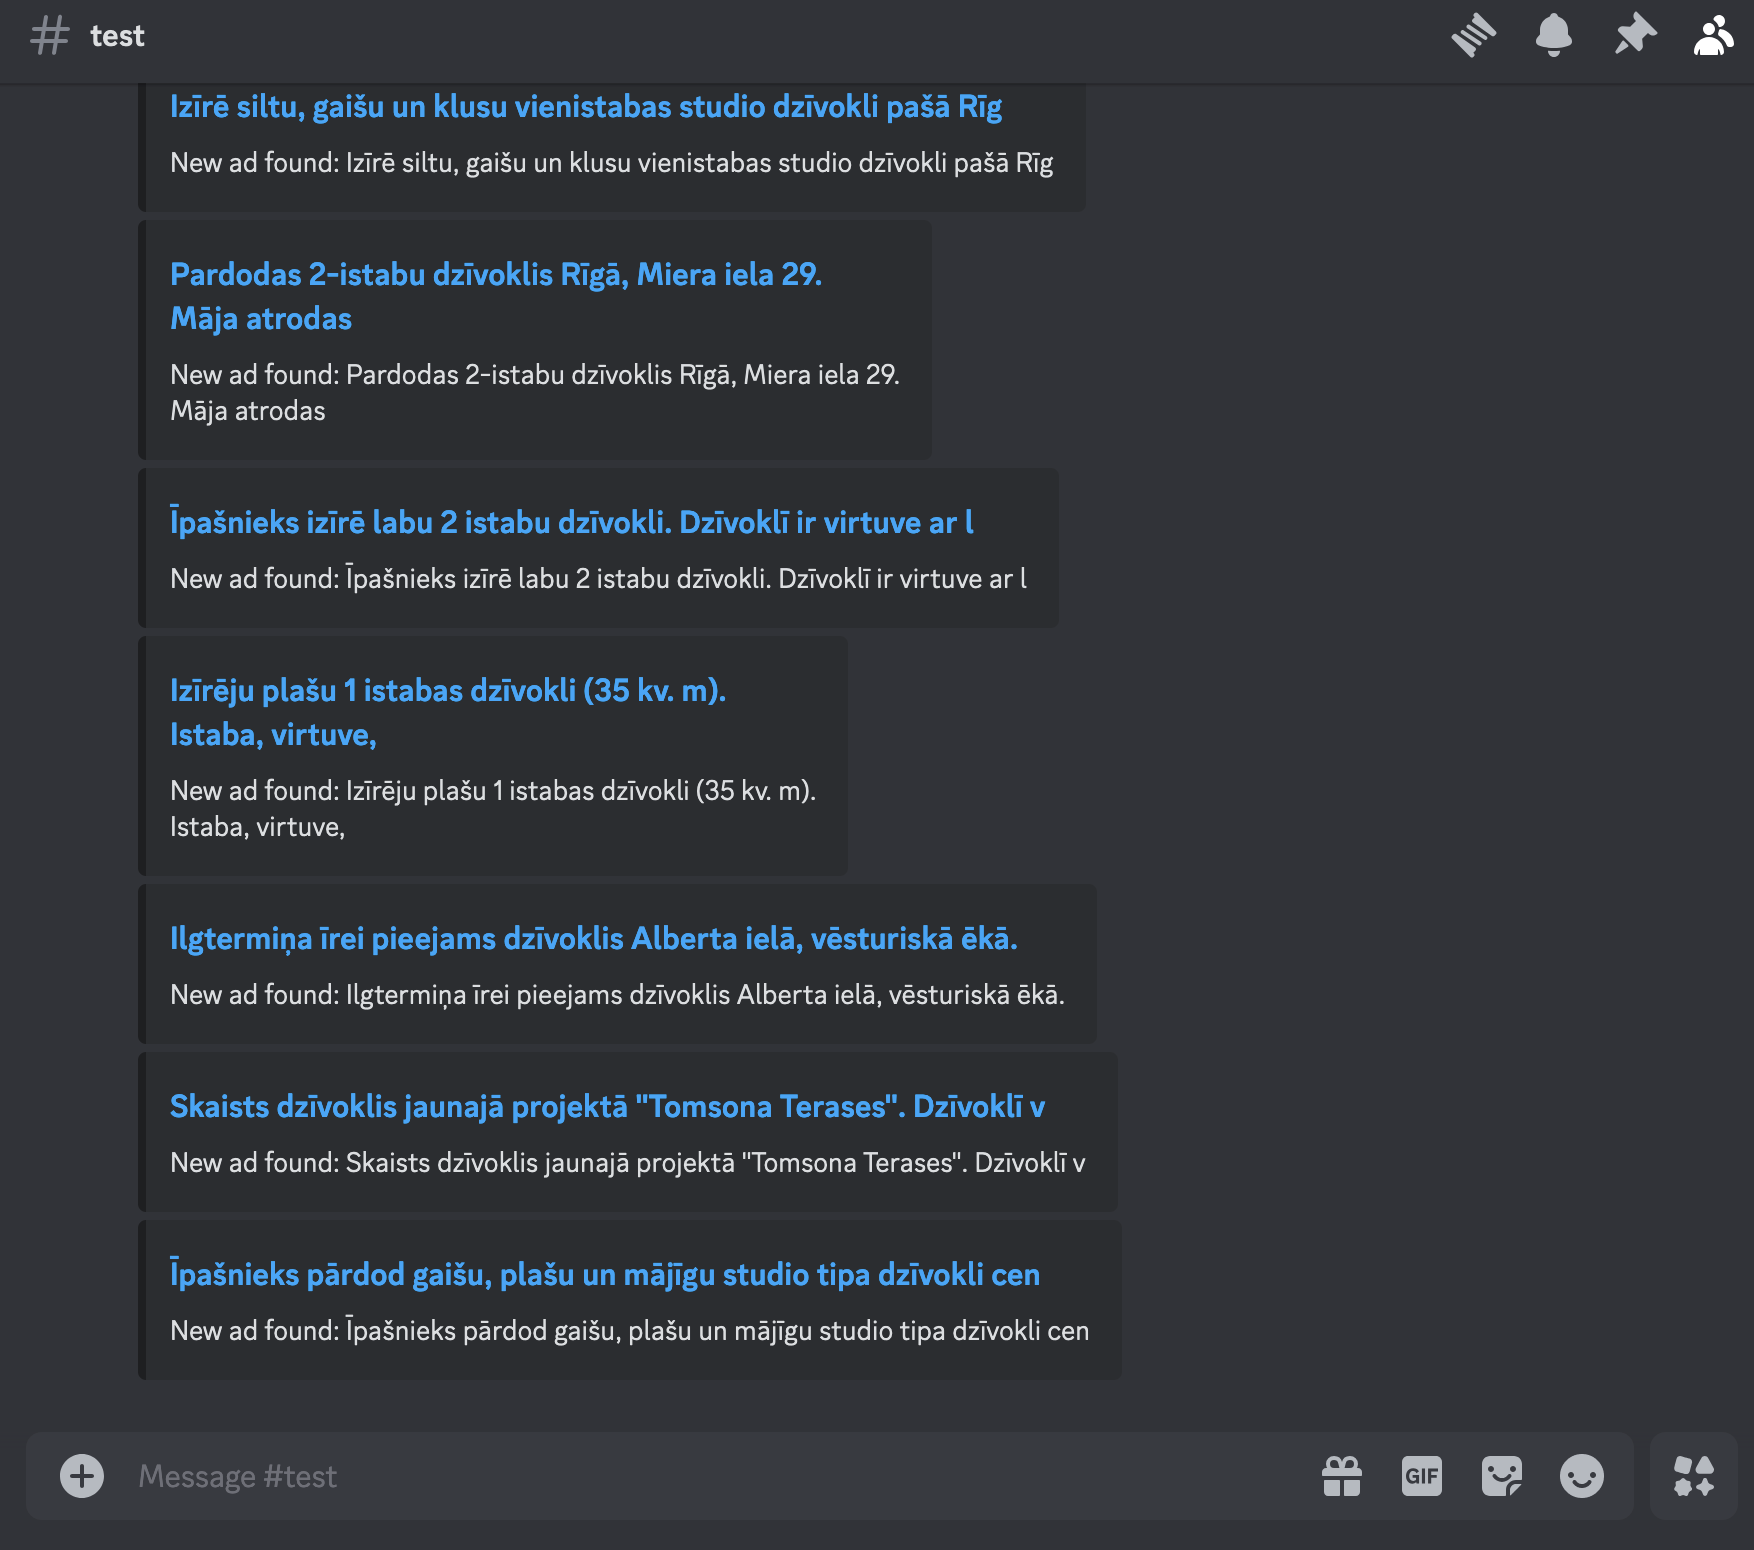 test
Izīrē siltu, gaišu un klusu vienistabas studio dzīvokli pašā Rīg
New ad found: Izīrē siltu, gaišu un klusu vienistabas studio dzīvokli pašā Rīg
Pardodas 2-istabu dzīvoklis Rīgā, Miera iela 29.
Māja atrodas
New ad found: Pardodas 2-istabu dzīvoklis Rīgā, Miera iela 29.
Māja atrodas
Īpašnieks izīrē labu 2 istabu dzīvokli. Dzīvoklī ir virtuve ar l
New ad found: Īpašnieks izīrē labu 2 istabu dzīvokli. Dzīvoklī ir virtuve ar l
Izīrēju plašu 1 istabas dzīvokli (35 kv. m).
Istaba, virtuve,
New ad found: Izīrēju plašu 1 istabas dzīvokli (35 kv. m).
Istaba, virtuve,
Ilgtermiņa īrei pieejams dzīvoklis Alberta ielā, vēsturiskā ēkā.
New ad found: Ilgtermiņa īrei pieejams dzīvoklis Alberta ielā, vēsturiskā ēkā.
Skaists dzīvoklis jaunajā projektā "Tomsona Terases". Dzīvoklī v
New ad found: Skaists dzīvoklis jaunajā projektā "Tomsona Terases". Dzīvoklī v
Īpašnieks pārdod gaišu, plašu un mājīgu studio tipa dzīvokli cen
New ad found: Īpašnieks pārdod gaišu, plašu un mājīgu studio tipa dzīvokli cen
Message #test GIF